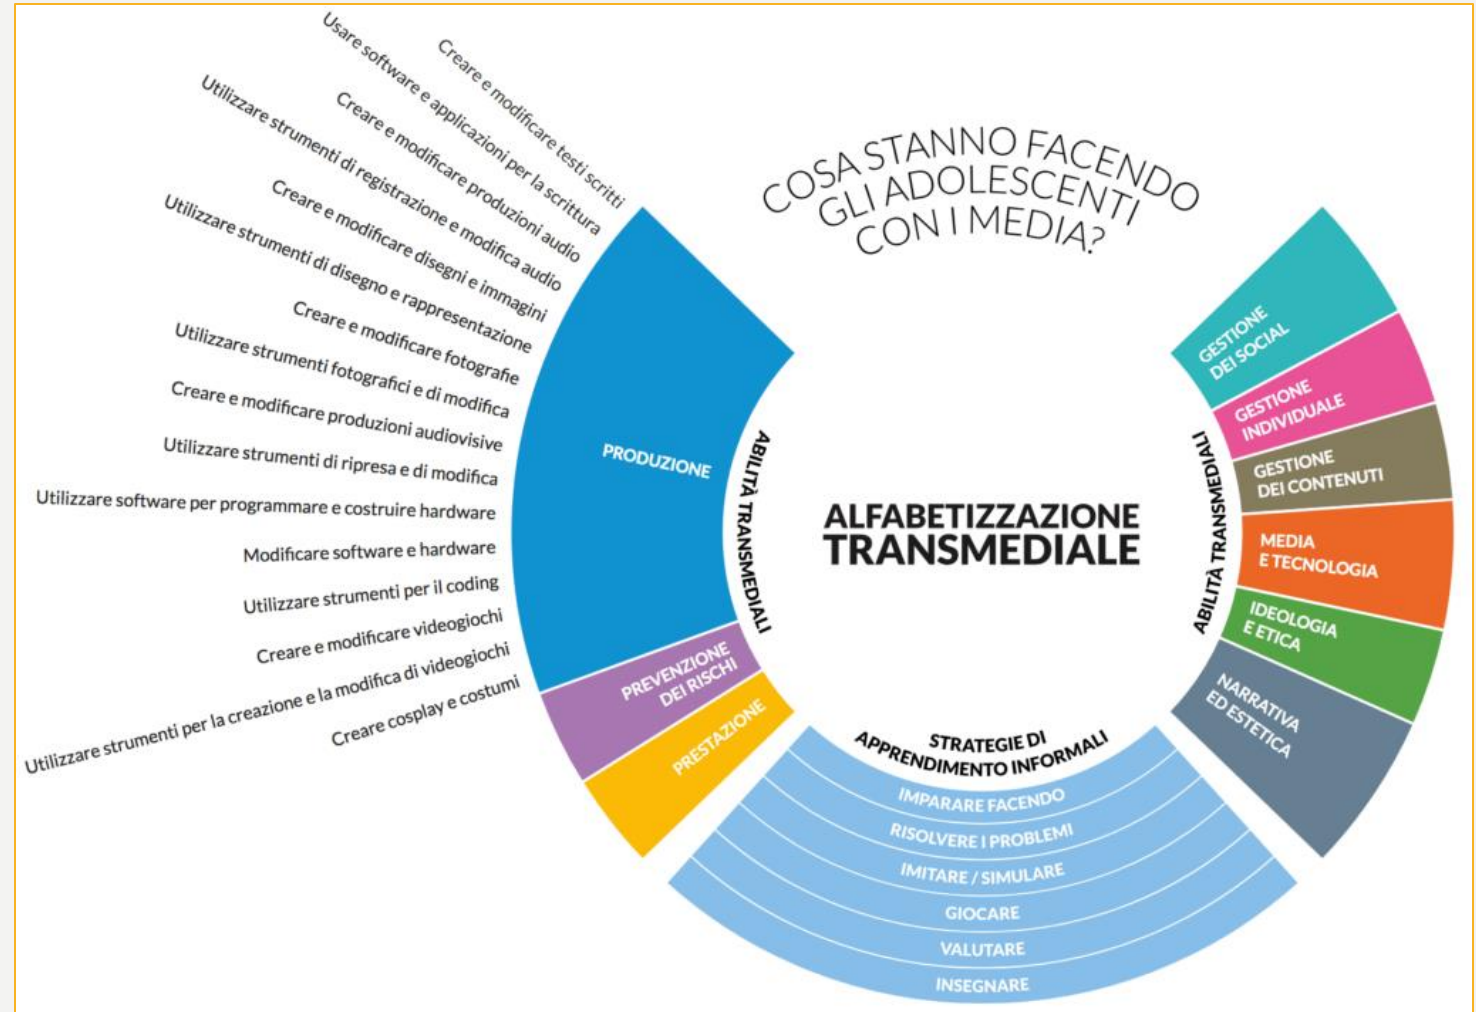 COSA STANNO FACENDO
GLI ADOLESCENTI
CON I MEDIA?
Creare e modificare testi scritti
Usare software e applicazioni per la scrittura
Creare e modificare produzioni audio
Utilizzare strumenti di registrazione e modifica audio
Creare e modificare disegni e immagini
Utilizzare strumenti di disegno e rappresentazione
Creare e modificare fotografie
Utilizzare strumenti fotografici e di modifica
Creare e modificare produzioni audiovisive
Utilizzare strumenti di ripresa e di modifica
Utilizzare software per programmare e costruire hardware
Modificare software e hardware
Utilizzare strumenti per il coding
Creare e modificare videogiochi
Utilizzare strumenti per la creazione e la modifica di videogiochi
Creare cosplay e costumi
PRODUZIONE
PREVENZIONE
DEI RISCHI
PRESTAZIONE
ABILITÀ TRANSMEDIALI
ALFABETIZZAZIONE
TRANSMEDIALE
ABILITÀ TRANSMEDIALI
GESTIONE
DEI SOCIAL
GESTIONE
INDIVIDUALE
GESTIONE
DEI CONTENUTI
MEDIA
E TECNOLOGIA
IDEOLOGIA
E ETICA
NARRATIVA
ED ESTETICA
STRATEGIE DI
APPRENDIMENTO INFORMALI
IMPARARE FACENDO
RISOLVERE I PROBLEMI
IMITARE / SIMULARE
GIOCARE
VALUTARE
INSEGNARE